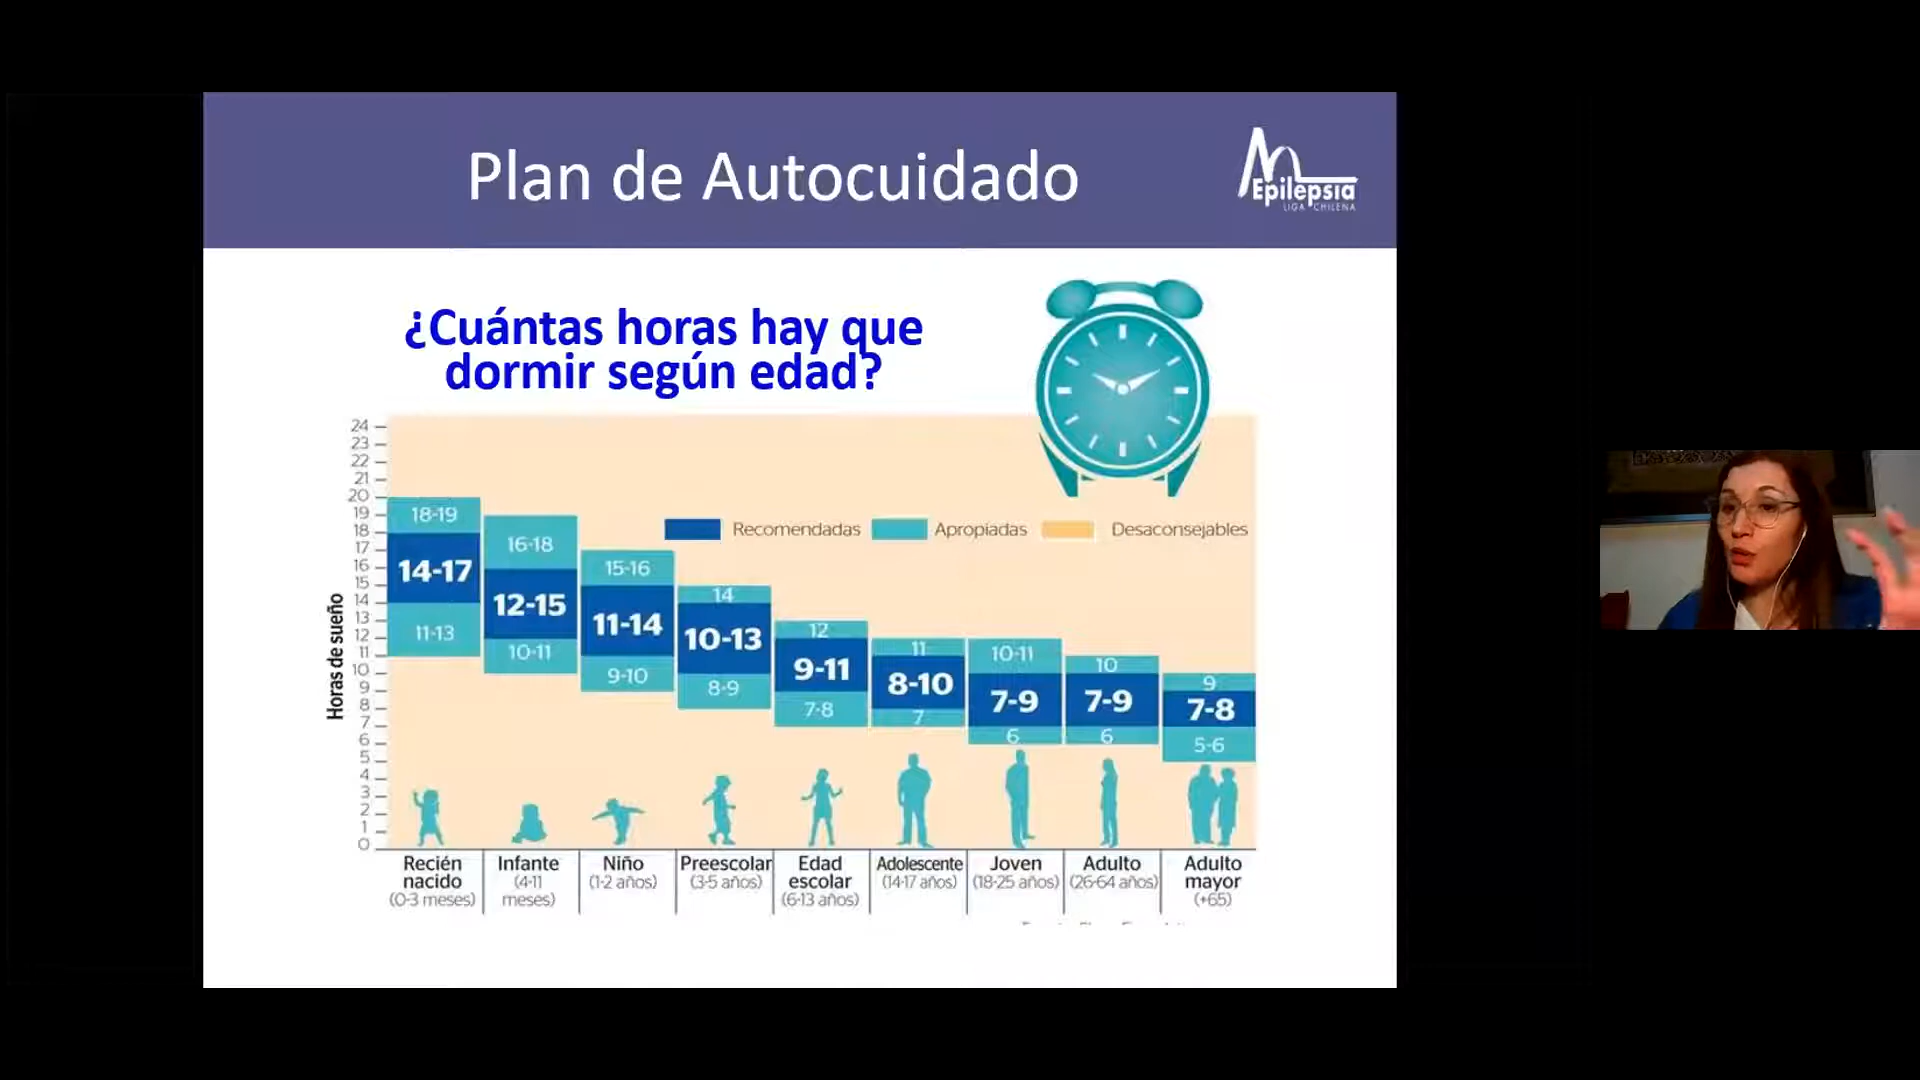 Plan de Autocuidado
Epilepsia
LIGA CHILENA
¿Cuántas horas hay que
dormir según edad?
Horas de sueño
24
23
22
21
20
19
18
17
16
15
14
13
12
11
10
9
8
7
6
5
4
3
2
1
0
Recomendadas
Apropiadas
Desaconsejables
18-19
14-17
11-13
16-18
12-15
10-11
15-16
11-14
9-10
14
10-13
8-9
12
9-11
7-8
11
8-10
7
10-11
7-9
6
10
7-9
6
9
7-8
5-6
Recién
nacido
(0-3 meses)
Infante
(4-11
meses)
Niño
(1-2 años)
Preescolar
(3-5 años)
Edad
escolar
(6-13 años)
Adolescente
(14-17 años)
Joven
(18-25 años)
Adulto
(26-64 años)
Adulto
mayor
(+65)